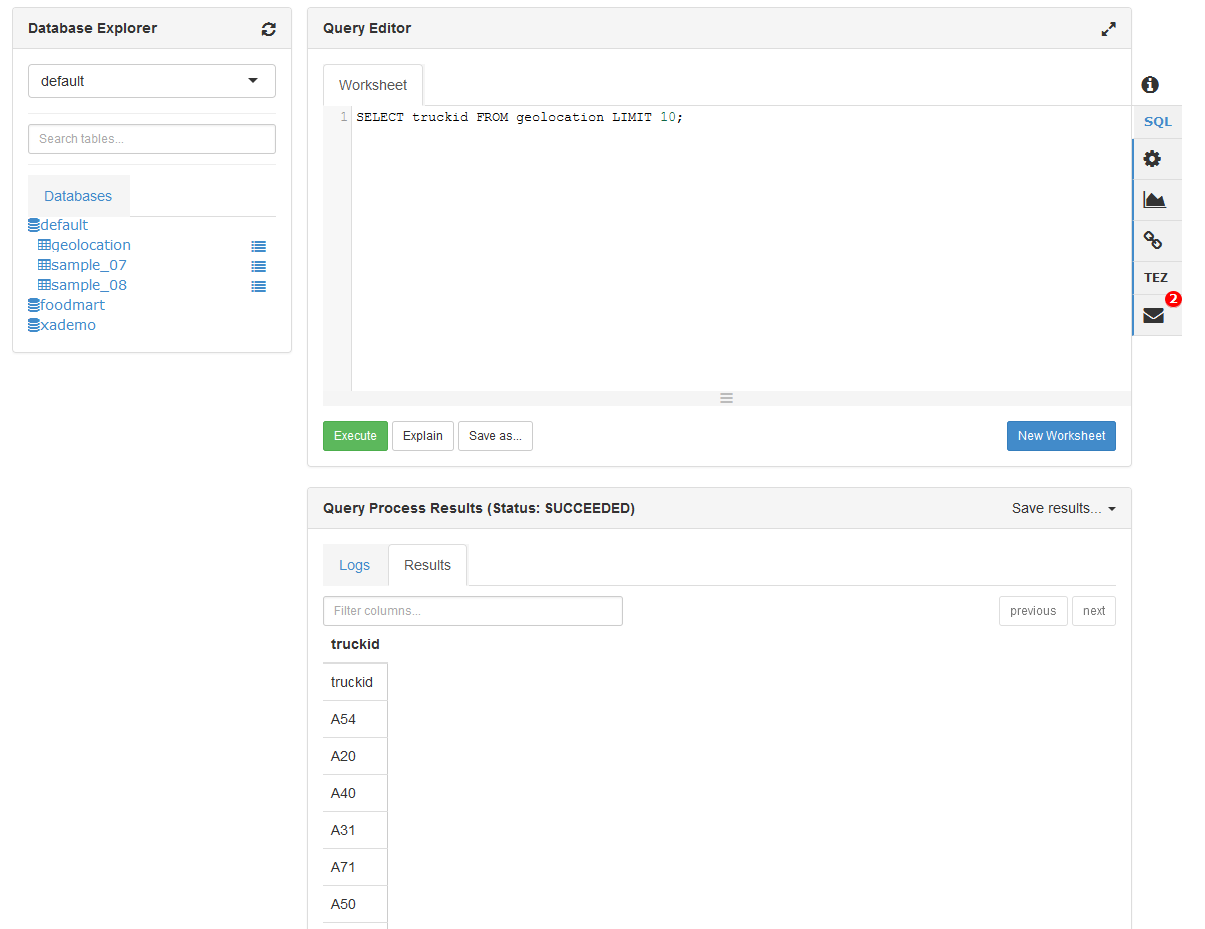 Database Explorer
default
Search tables...
Databases
default
geolocation
sample_07
sample_08
foodmart
xademo
Query Editor
Worksheet
1 SELECT truckid FROM geolocation LIMIT 10;
Execute Explain Save as... New Worksheet
SQL
TEZ
2
Query Process Results (Status: SUCCEEDED) Save results...
Logs Results
Filter columns... previous next
truckid
truckid
A54
A20
A40
A31
A71
A50